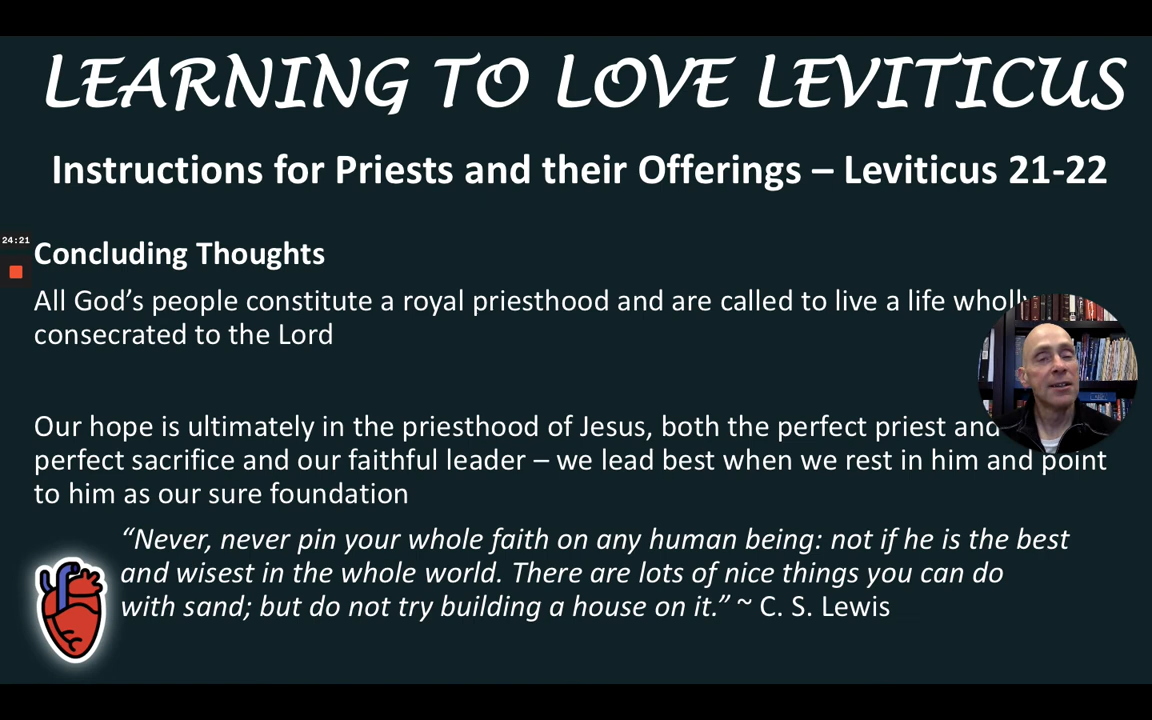 LEARNING TO LOVE LEVITICUS
Instructions for Priests and their Offerings – Leviticus 21-22
24:21
Concluding Thoughts
All God’s people constitute a royal priesthood and are called to live a life wholly
consecrated to the Lord
Our hope is ultimately in the priesthood of Jesus, both the perfect priest and
perfect sacrifice and our faithful leader – we lead best when we rest in him and point
to him as our sure foundation
“Never, never pin your whole faith on any human being: not if he is the best
and wisest in the whole world. There are lots of nice things you can do
with sand; but do not try building a house on it.” ~ C. S. Lewis